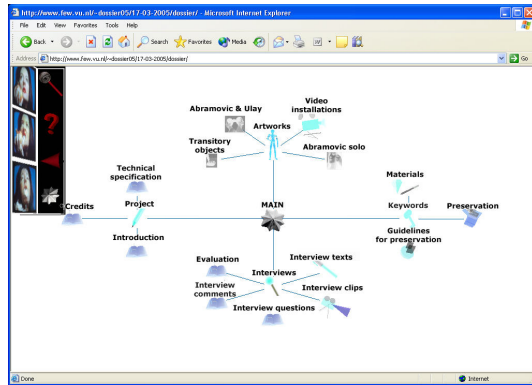 http://www.few.vu.nl/~dossier05/17-03-2005/dossier/ - Microsoft Internet Explorer
File Edit View Favorites Tools Help
Back Search Favorites Media
Address http://www.few.vu.nl/~dossier05/17-03-2005/dossier/ Go
Abramovic & Ulay
Video
installations
Artworks
Transitory
objects
Abramovic solo
Technical
specification
Materials
Credits
Project
MAIN
Keywords
Preservation
Introduction
Guidelines
for preservation
Evaluation
Interview texts
Interviews
Interview
comments
Interview clips
Interview questions
Done Internet